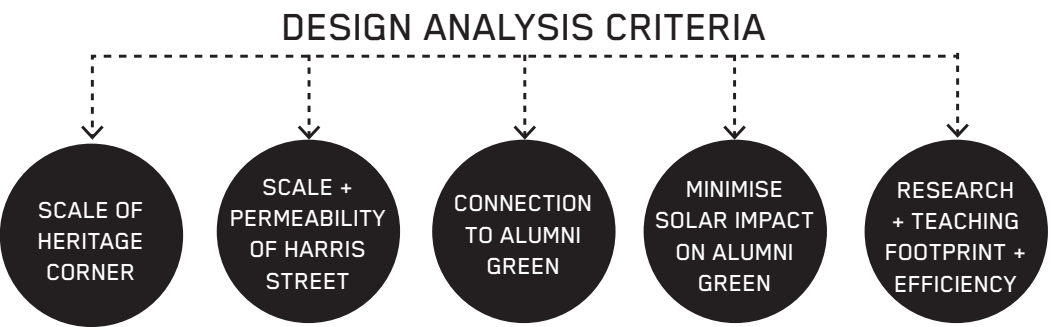 DESIGN ANALYSIS CRITERIA
SCALE OF
HERITAGE
CORNER
SCALE +
PERMEABILITY
OF HARRIS
STREET
CONNECTION
TO ALUMNI
GREEN
MINIMISE
SOLAR IMPACT
ON ALUMNI
GREEN
RESEARCH
+ TEACHING
FOOTPRINT +
EFFICIENCY